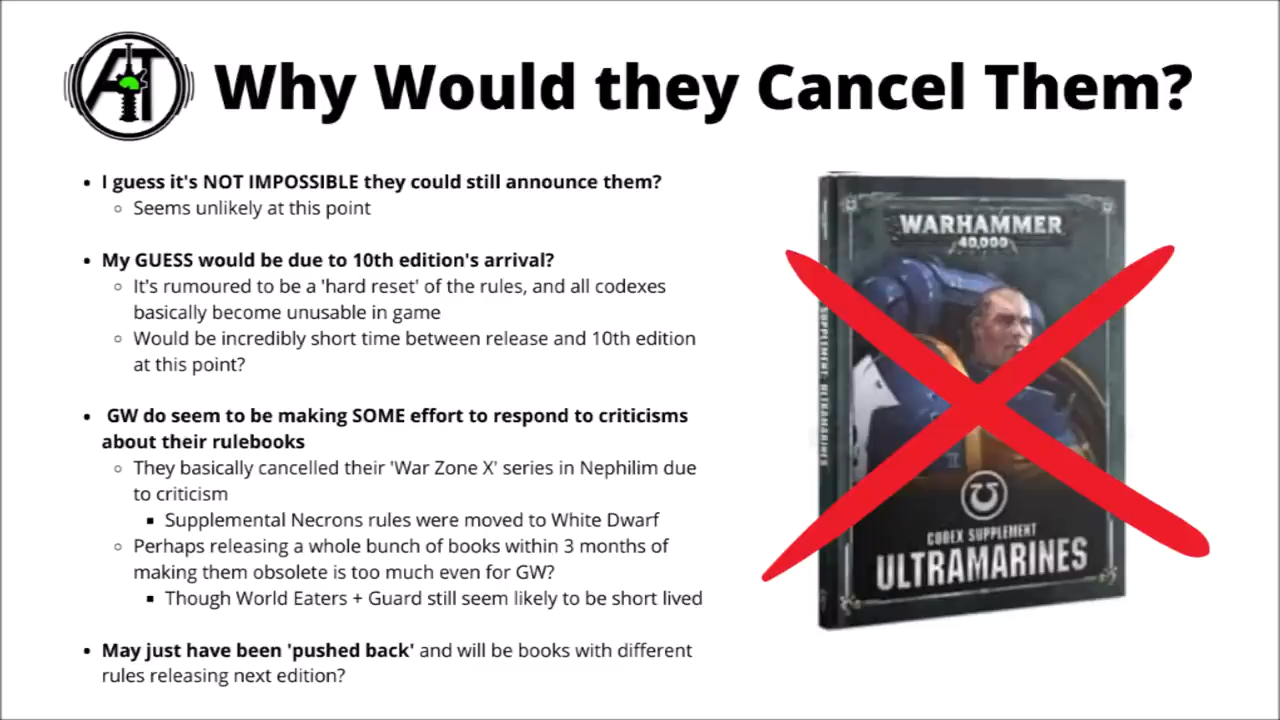 AT
Why Would they Cancel Them?
• I guess it's NOT IMPOSSIBLE they could still announce them?
○ Seems unlikely at this point
• My GUESS would be due to 10th edition's arrival?
○ It's rumoured to be a 'hard reset' of the rules, and all codexes
basically become unusable in game
○ Would be incredibly short time between release and 10th edition
at this point?
• GW do seem to be making SOME effort to respond to criticisms
about their rulebooks
○ They basically cancelled their 'War Zone X' series in Nephilim due
to criticism
▪ Supplemental Necrons rules were moved to White Dwarf
○ Perhaps releasing a whole bunch of books within 3 months of
making them obsolete is too much even for GW?
▪ Though World Eaters + Guard still seem likely to be short lived
• May just have been 'pushed back' and will be books with different
rules releasing next edition?
WARHAMMER
40,000
SUPPLEMENT: ULTRAMARINES
CODEX SUPPLEMENT
ULTRAMARINES